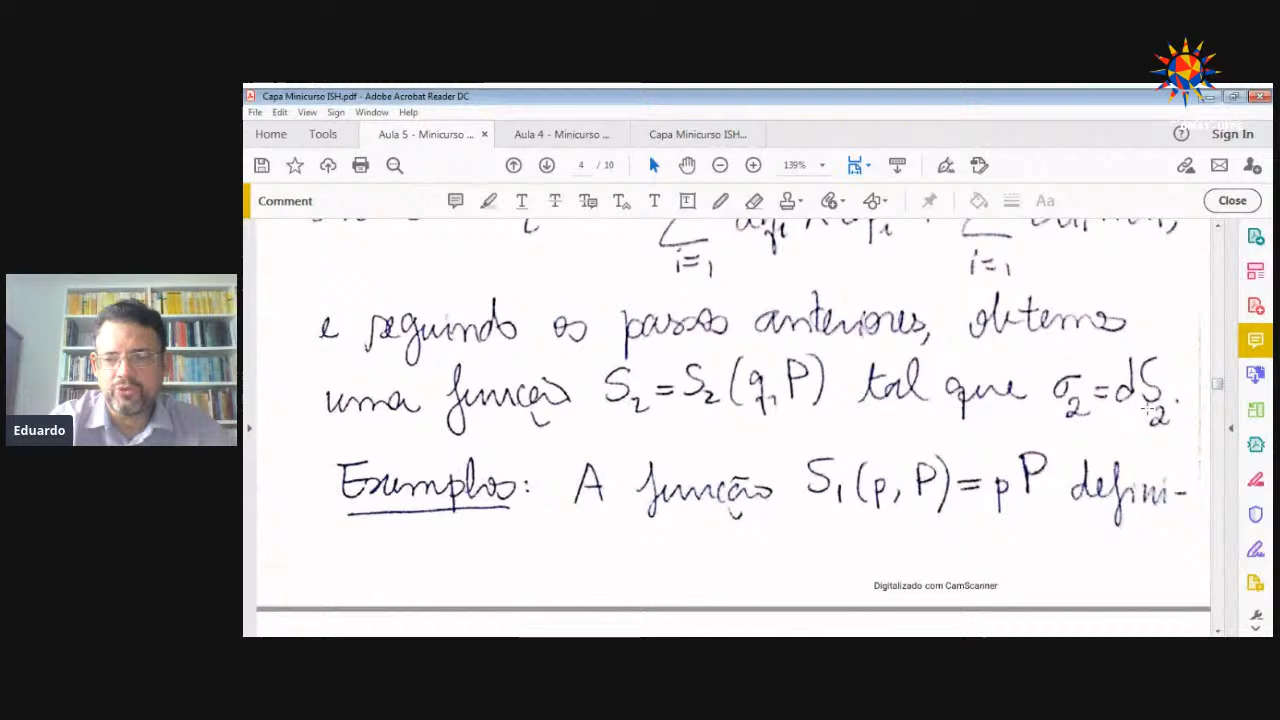 Capa Minicurso ISH.pdf - Adobe Acrobat Reader DC
File Edit View Sign Window Help
Home Tools Aula 5 - Minicurso ... × Aula 4 - Minicurso ... Capa Minicurso ISH... Sign In
4 / 10 139%
Comment Close
i=1 i=1
e seguindo os passos anteriores, obtemos
uma função S₂ = S₂(q, P) tal que σ₂ = dS₂.
Exemplos: A função S₁(p, P) = pP defini-
Digitalizado com CamScanner
Eduardo